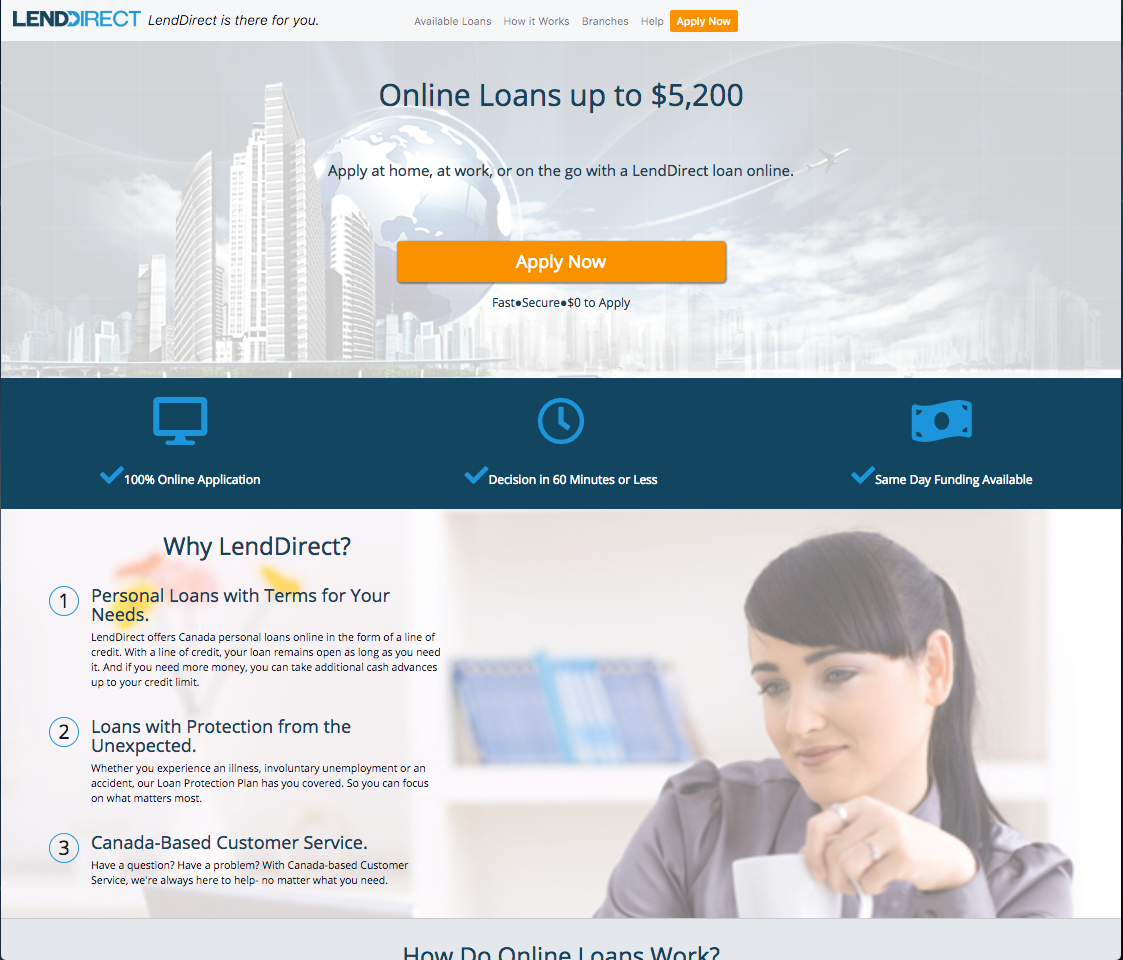 LENDDIRECT LendDirect is there for you.
Available Loans How it Works Branches Help Apply Now
Online Loans up to $5,200
Apply at home, at work, or on the go with a LendDirect loan online.
Apply Now
Fast●Secure●$0 to Apply
100% Online Application
Decision in 60 Minutes or Less
Same Day Funding Available
Why LendDirect?
1
Personal Loans with Terms for Your
Needs.
LendDirect offers Canada personal loans online in the form of a line of
credit. With a line of credit, your loan remains open as long as you need
it. And if you need more money, you can take additional cash advances
up to your credit limit.
2
Loans with Protection from the
Unexpected.
Whether you experience an illness, involuntary unemployment or an
accident, our Loan Protection Plan has you covered. So you can focus
on what matters most.
3
Canada-Based Customer Service.
Have a question? Have a problem? With Canada-based Customer
Service, we're always here to help- no matter what you need.
How Do Online Loans Work?